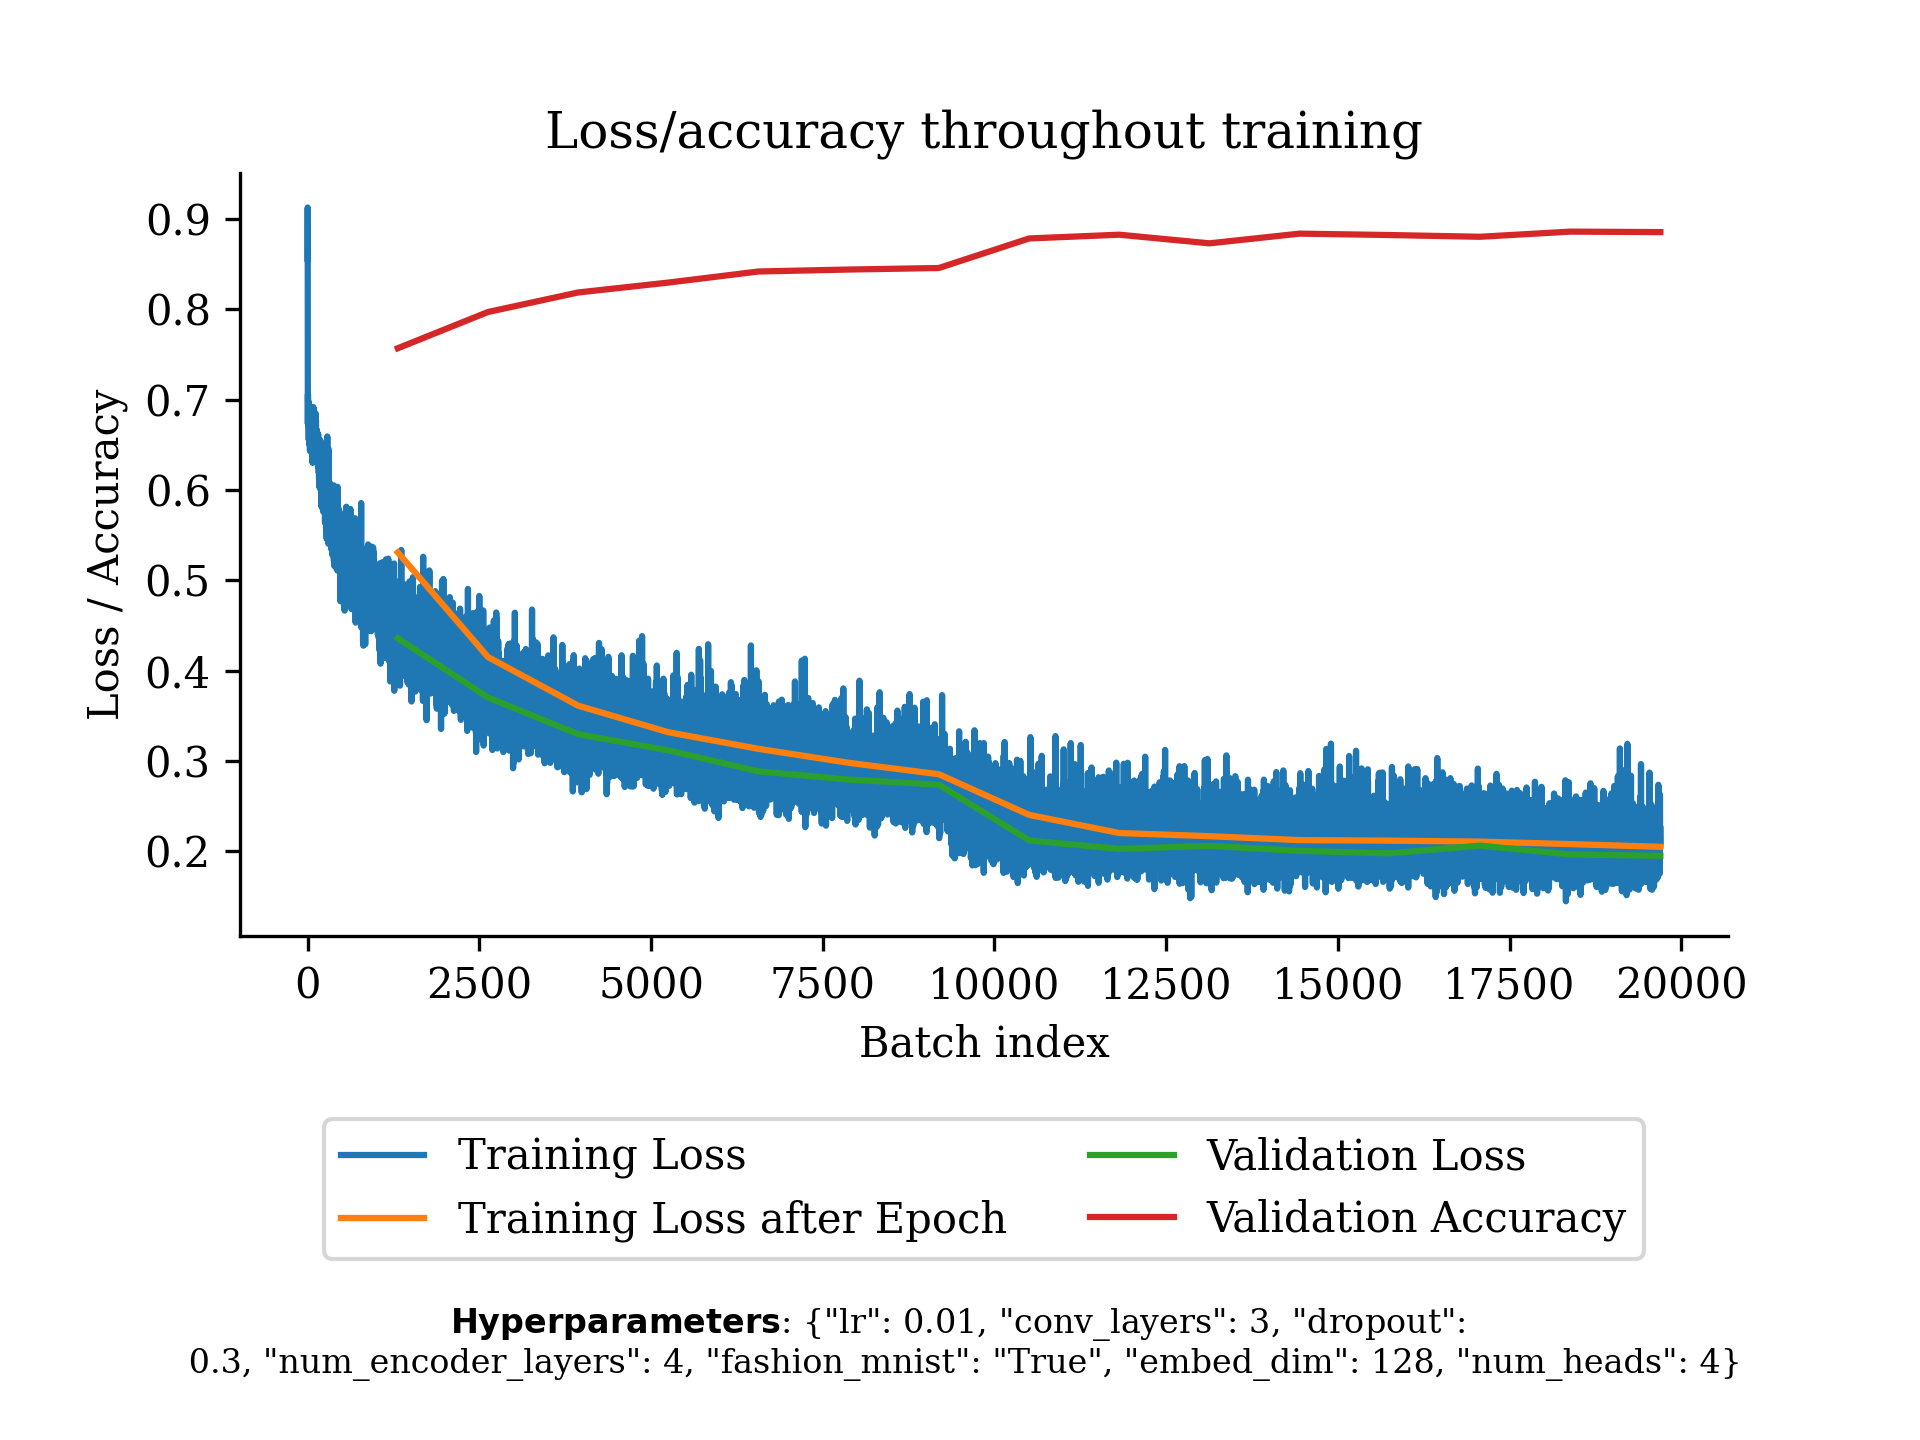 Loss/accuracy throughout training
0.9
0.8
0.7
0.6
0.5
0.4
0.3
0.2
Loss / Accuracy
0 2500 5000 7500 10000 12500 15000 17500 20000
Batch index
Training Loss
Training Loss after Epoch
Validation Loss
Validation Accuracy
Hyperparameters: {"lr": 0.01, "conv_layers": 3, "dropout":
0.3, "num_encoder_layers": 4, "fashion_mnist": "True", "embed_dim": 128, "num_heads": 4}